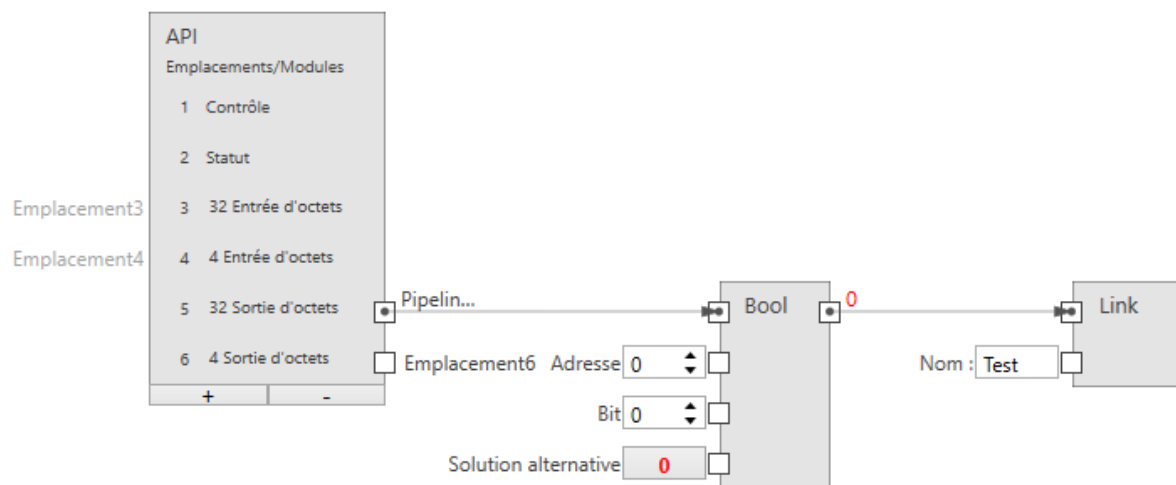 API
Emplacements/Modules
1 Contrôle
2 Statut
Emplacement3 3 32 Entrée d'octets
Emplacement4 4 4 Entrée d'octets
5 32 Sortie d'octets Pipelin... Bool 0 Link
6 4 Sortie d'octets Emplacement6 Adresse 0 Nom : Test
+ -
Bit 0
Solution alternative 0